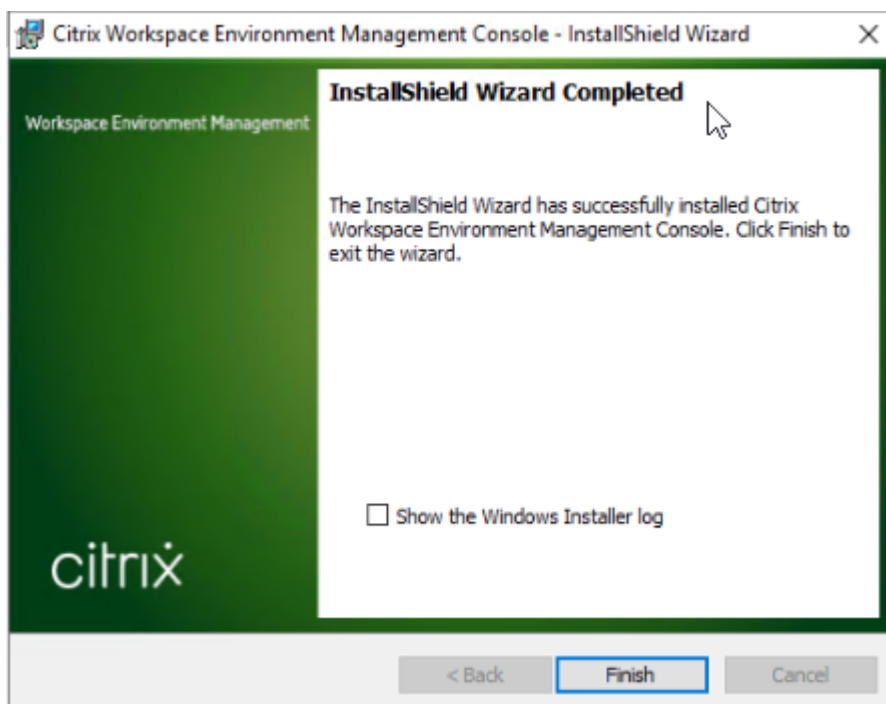 Citrix Workspace Environment Management Console - InstallShield Wizard
InstallShield Wizard Completed
Workspace Environment Management
The InstallShield Wizard has successfully installed Citrix
Workspace Environment Management Console. Click Finish to
exit the wizard.
Show the Windows Installer log
citrix
< Back
Finish
Cancel